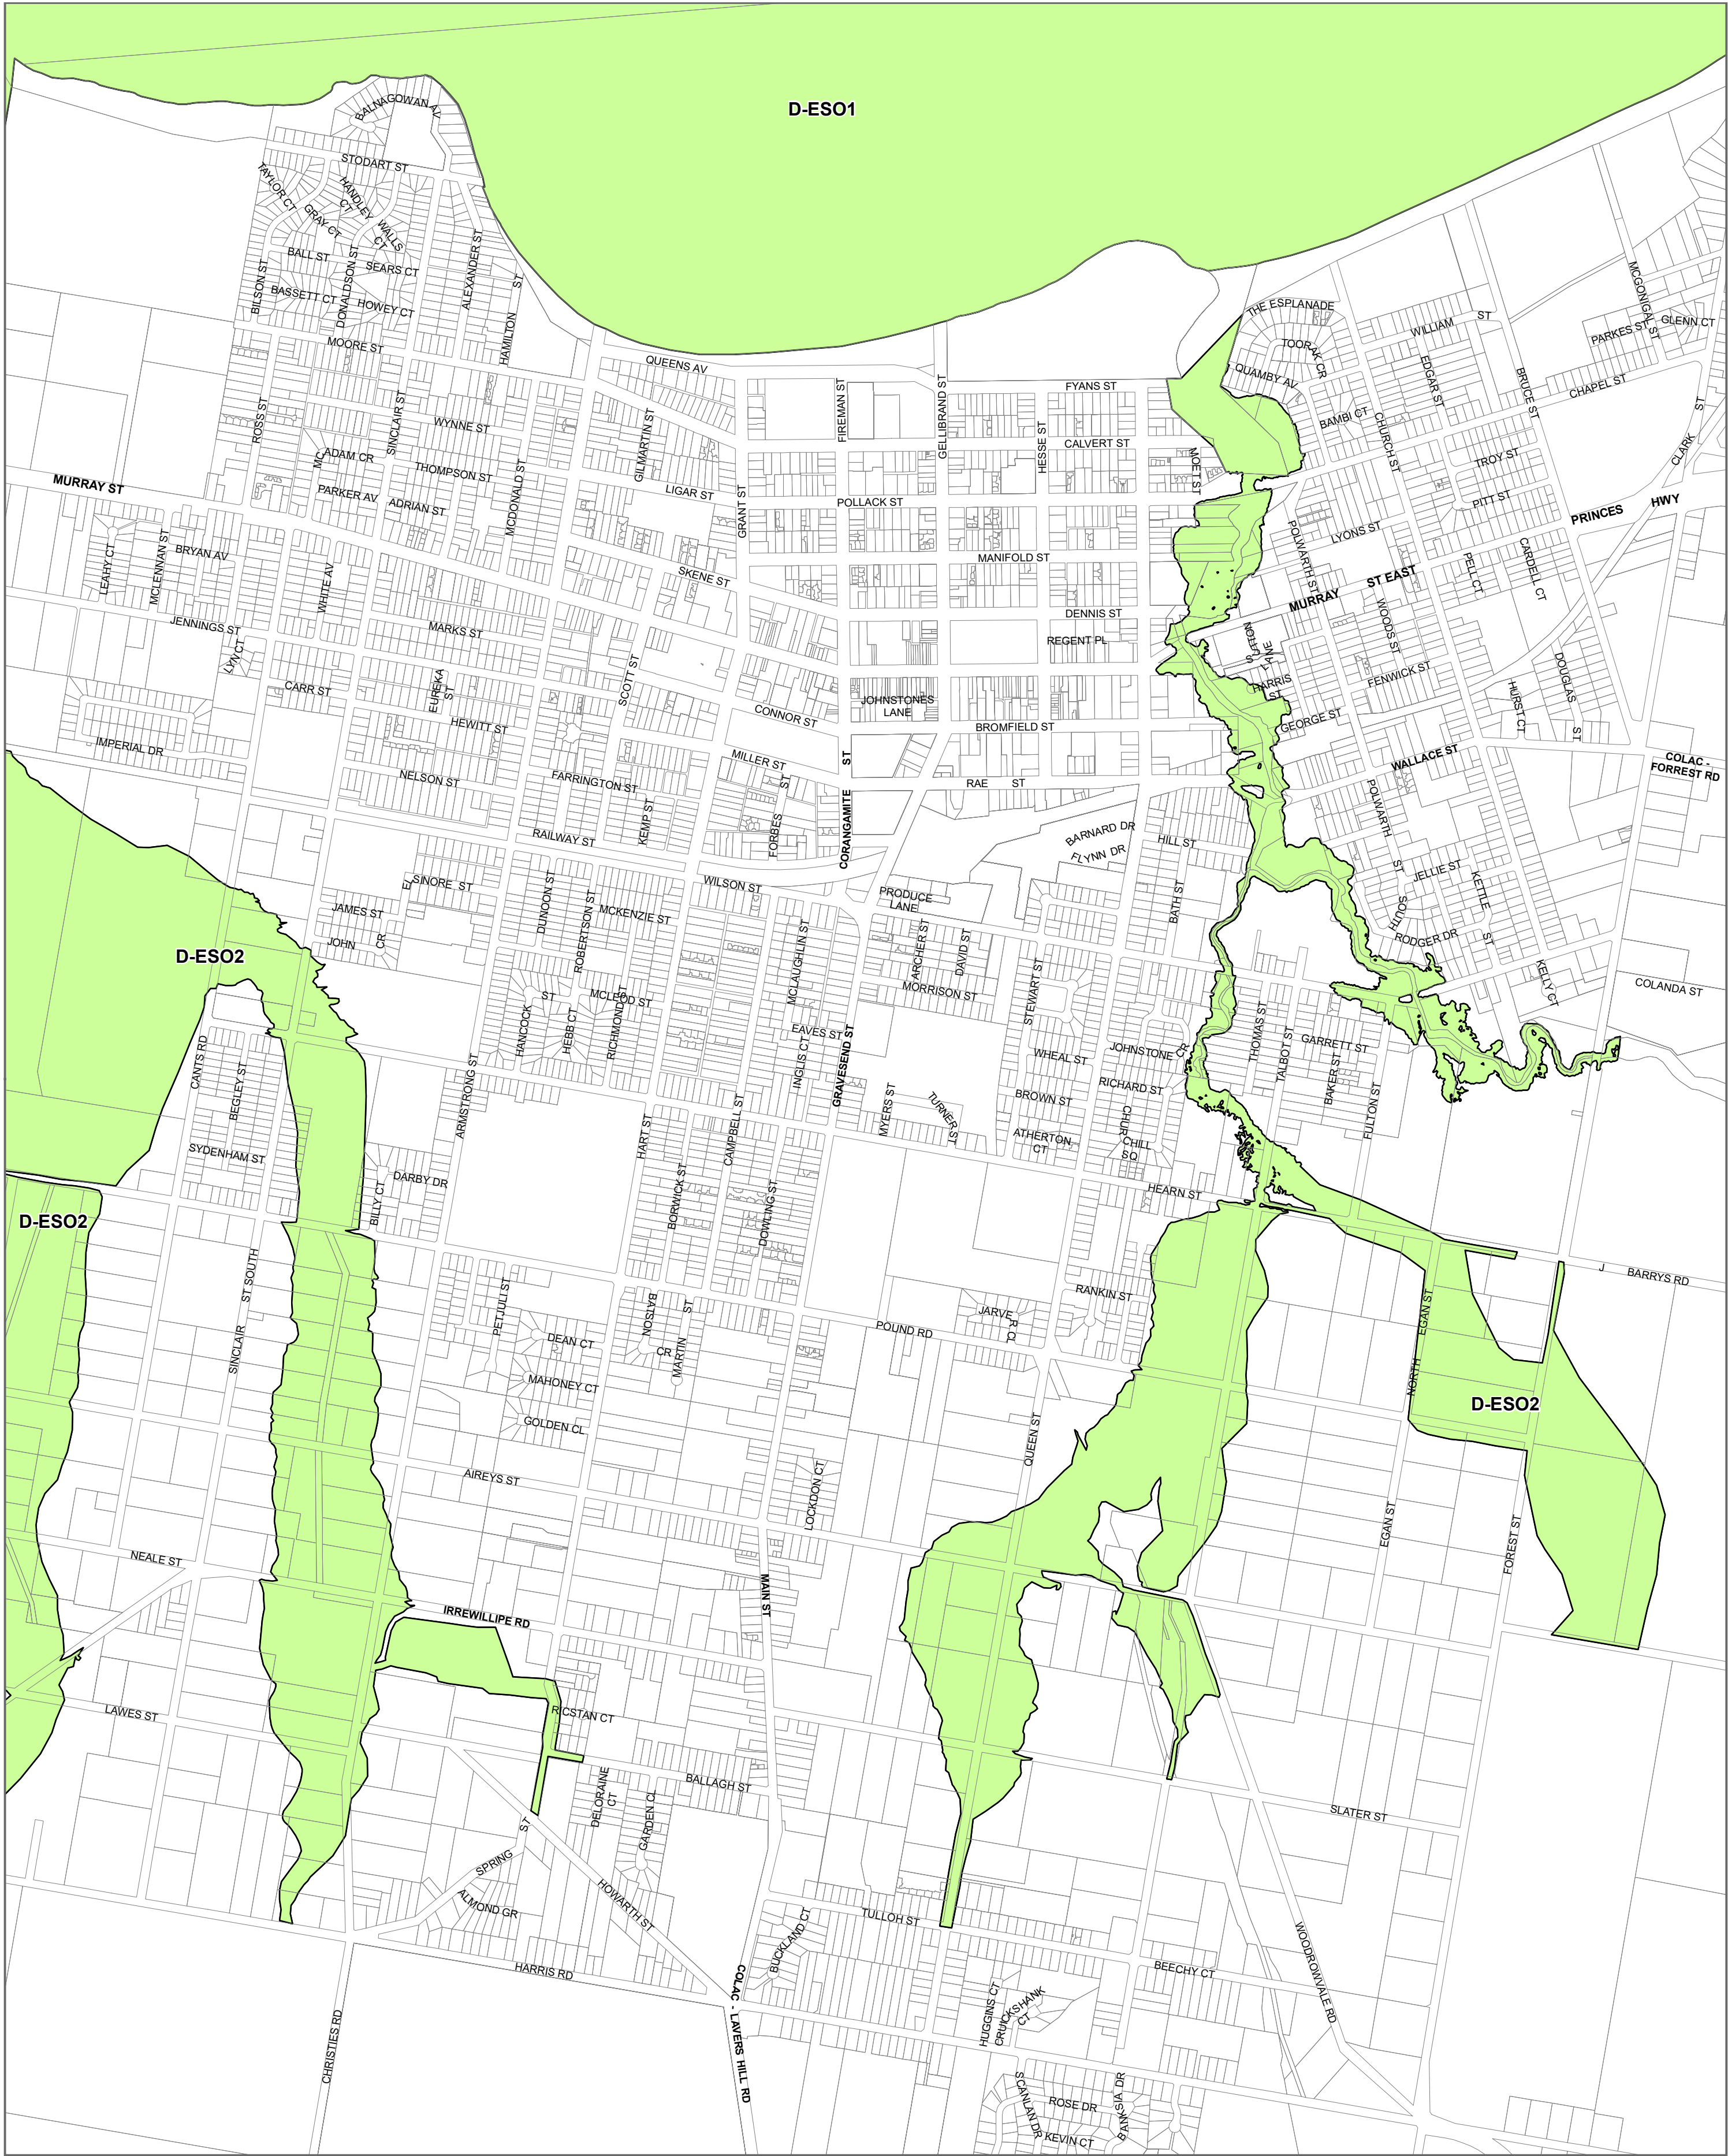 D-ESO1
BALNAGOWAN AV
STODART ST
TAYLOR CT
HANDLEY
CT
GRAY CT
WALLS
CT
BALL ST
SEARS CT
BASSETT CT
HOWEY CT
BILSON ST
DONALDSON ST
ALEXANDER ST
HAMILTON
ST
MOORE ST
QUEENS AV
THE ESPLANADE
WILLIAM
ST
TOORAK CR
QUAMBY AV
EDGAR ST
MCGONIGAL ST
PARKES ST
GLENN CT
CHAPEL ST
BRUCE ST
FYANS ST
FIREMAN ST
GELLIBRAND ST
HESSE ST
CALVERT ST
MOET ST
BAMBI CT
CHURCH ST
TROY ST
PITT ST
CLARK
ST
PRINCES
HWY
ROSS ST
SINCLAIR ST
WYNNE ST
GILMARTIN ST
MC
ADAM CR
THOMPSON ST
MCDONALD ST
PARKER AV
ADRIAN ST
LIGAR ST
GRANT ST
POLLACK ST
MURRAY ST
LEAHY CT
MCLENNAN ST
BRYAN AV
WHITE AV
SKENE ST
MANIFOLD ST
POLWARTH ST
LYONS ST
MURRAY
ST EAST
PELL CT
CARDELL CT
WOODS ST
DENNIS ST
REGENT PL
JENNINGS ST
LYN CT
MARKS ST
CARR ST
EUREKA
ST
HEWITT ST
SCOTT ST
CONNOR ST
JOHNSTONES
LANE
BROMFIELD ST
SUTTON
LANE
HARRIS
ST
GEORGE ST
FENWICK ST
DOUGLAS
ST
HURST CT
IMPERIAL DR
NELSON ST
FARRINGTON ST
MILLER ST
ST
FORBES
KEMP ST
CORANGAMITE
ST
RAE
ST
WALLACE ST
COLAC -
FORREST RD
RAILWAY ST
WILSON ST
BARNARD DR
FLYNN DR
HILL ST
POLWARTH
ST
SOUTH
JELLIE ST
KETTLE
ST
RODGER DR
KELLY CT
COLANDA ST
ELSINORE ST
JAMES ST
JOHN
CR
DUNOON ST
ROBERTSON ST
MCKENZIE ST
MCLAUGHLIN ST
PRODUCE
LANE
ARCHER ST
DAVID ST
MORRISON ST
STEWART ST
BATH ST
D-ESO2
HANCOCK
ST
HEBB CT
MCLEOD ST
RICHMOND ST
EAVES ST
INGLIS CT
GRAVESEND ST
MYERS ST
TURNER
ST
WHEAL ST
JOHNSTONE CR
RICHARD ST
BROWN ST
CHURCHILL
SQ
ATHERTON
CT
THOMAS ST
TALBOT ST
GARRETT ST
BAKER ST
FULTON ST
CANTS RD
BEGLEY ST
SYDENHAM ST
ARMSTRONG ST
DARBY DR
BILLY CT
HART ST
BORWICK ST
CAMPBELL ST
DOWLING ST
HEARN ST
D-ESO2
SINCLAIR
ST SOUTH
PETJULI ST
DEAN CT
MAHONEY CT
GOLDEN CL
BATSON
CR
MARTIN
ST
POUND RD
JARVE
R CL
RANKIN ST
J
BARRYS RD
EGAN ST
NORTH
D-ESO2
AIREYS ST
LOCKDON CT
QUEEN ST
EGAN ST
FOREST ST
NEALE ST
IRREWILLIPE RD
MAIN ST
LAWES ST
RICSTAN CT
BALLAGH ST
DELORAINE
CT
GARDEN CL
SLATER ST
SPRING
ST
ALMOND GR
HOWARTH ST
TULLOH ST
BUCKLAND CT
HARRIS RD
WOODROWVALE RD
BEECHY CT
HUGGINS CT
CRUICKSHANK
CT
COLAC - LAVERS HILL RD
CHRISTIES RD
SCANLAN DR
ROSE DR
BANKSIA DR
KEVIN CT